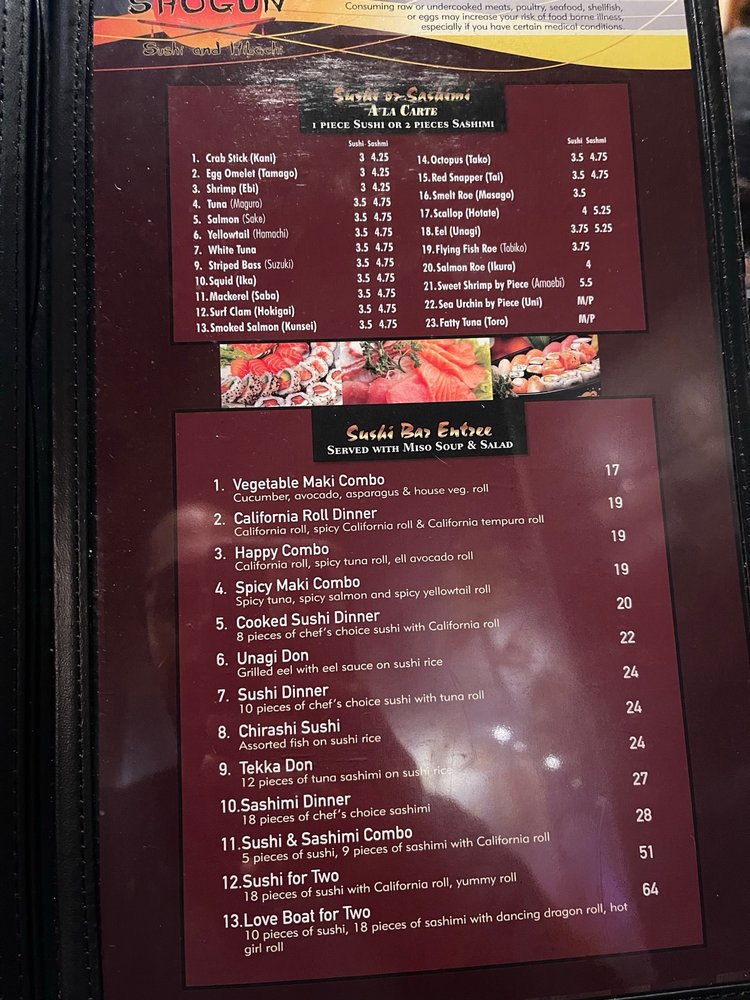 SHOGUN
Sushi and Hibachi
Consuming raw or undercooked meats, poultry, seafood, shellfish,
or eggs may increase your risk of food borne illness,
especially if you have certain medical conditions.
Sushi or Sashimi
A'LA CARTE
1 PIECE SUSHI OR 2 PIECES SASHIMI
Sushi Sashmi
1. Crab Stick (Kani) 3 4.25
2. Egg Omelet (Tamago) 3 4.25
3. Shrimp (Ebi) 3 4.25
4. Tuna (Maguro) 3.5 4.75
5. Salmon (Sake) 3.5 4.75
6. Yellowtail (Hamachi) 3.5 4.75
7. White Tuna 3.5 4.75
9. Striped Bass (Suzuki) 3.5 4.75
10.Squid (Ika) 3.5 4.75
11.Mackerel (Saba) 3.5 4.75
12.Surf Clam (Hokigai) 3.5 4.75
13.Smoked Salmon (Kunsei) 3.5 4.75
Sushi Sashmi
14.Octopus (Tako) 3.5 4.75
15.Red Snapper (Tai) 3.5 4.75
16.Smelt Roe (Masago) 3.5
17.Scallop (Hotate) 4 5.25
18.Eel (Unagi) 3.75 5.25
19.Flying Fish Roe (Tobiko) 3.75
20.Salmon Roe (Ikura) 4
21.Sweet Shrimp by Piece (Amaebi) 5.5
22.Sea Urchin by Piece (Uni) M/P
23.Fatty Tuna (Toro) M/P
Sushi Bar Entree
SERVED WITH MISO SOUP & SALAD
1. Vegetable Maki Combo 17
Cucumber, avocado, asparagus & house veg. roll
2. California Roll Dinner 19
California roll, spicy California roll & California tempura roll
3. Happy Combo 19
California roll, spicy tuna roll, ell avocado roll
4. Spicy Maki Combo 19
Spicy tuna, spicy salmon and spicy yellowtail roll
5. Cooked Sushi Dinner 20
8 pieces of chef's choice sushi with California roll
6. Unagi Don 22
Grilled eel with eel sauce on sushi rice
7. Sushi Dinner 24
10 pieces of chef's choice sushi with tuna roll
8. Chirashi Sushi 24
Assorted fish on sushi rice
9. Tekka Don 24
12 pieces of tuna sashimi on sushi rice
10.Sashimi Dinner 27
18 pieces of chef's choice sashimi
11.Sushi & Sashimi Combo 28
5 pieces of sushi, 9 pieces of sashimi with California roll
12.Sushi for Two 51
18 pieces of sushi with California roll, yummy roll
13.Love Boat for Two 64
10 pieces of sushi, 18 pieces of sashimi with dancing dragon roll, hot
girl roll